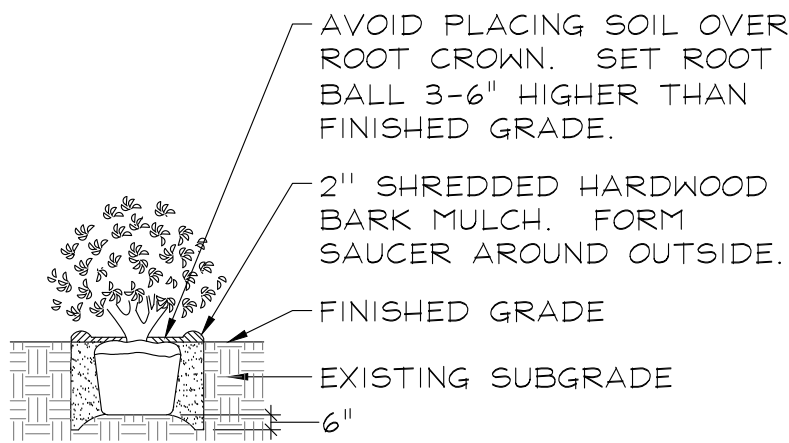 AVOID PLACING SOIL OVER
ROOT CROWN.  SET ROOT
BALL 3-6" HIGHER THAN
FINISHED GRADE.
2" SHREDDED HARDWOOD
BARK MULCH.  FORM
SAUCER AROUND OUTSIDE.
FINISHED GRADE
EXISTING SUBGRADE
6"